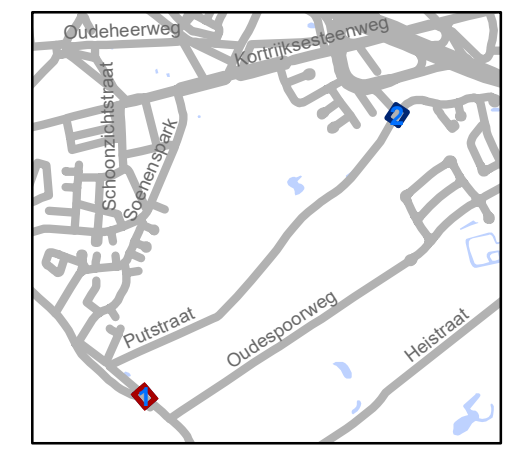 Oudeheerweg
Kortrijksesteenweg
Schoonzichtstraat
Soenenspark
2
Putstraat
Oudespoorweg
Heistraat
1